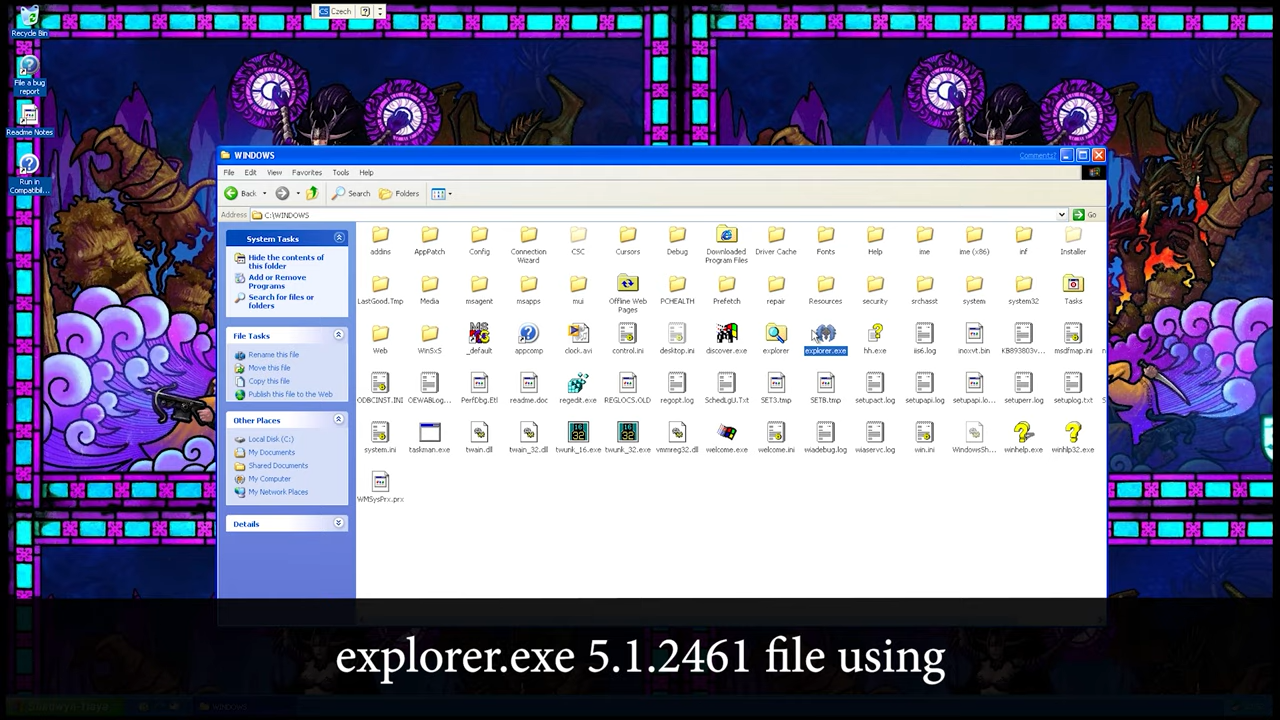 Recycle Bin
CS Czech
File a bug report
Readme Notes
Run in Compatibil...
WINDOWS
Comments?
File Edit View Favorites Tools Help
Back Search Folders
Address C:\WINDOWS Go
System Tasks
Hide the contents of this folder
Add or Remove Programs
Search for files or folders
File Tasks
Rename this file
Move this file
Copy this file
Publish this file to the Web
Other Places
Local Disk (C:)
My Documents
Shared Documents
My Computer
My Network Places
Details
addins AppPatch Config Connection Wizard CSC Cursors Debug Downloaded Program Files Driver Cache Fonts Help ime ime (x86) inf Installer
LastGood.Tmp Media msagent msapps mui Offline Web Pages PCHEALTH Prefetch repair Resources security srchasst system system32 Tasks
Web WinSxS _default appcomp clock.avi control.ini desktop.ini discover.exe explorer explorer.exe hh.exe iis6.log inoxvt.bin KB893803v... msdfmap.ini
ODBCINST.INI OEWABLog... PerfDbg.Etl readme.doc regedit.exe REGLOCS.OLD regopt.log SchedLgU.Txt SET3.tmp SETB.tmp setupact.log setupapi.log setupapi.lo... setuperr.log setuplog.txt
system.ini taskman.exe twain.dll twain_32.dll twunk_16.exe twunk_32.exe vmmreg32.dll welcome.exe welcome.ini wiadebug.log wiaservc.log win.ini WindowsSh... winhelp.exe winhlp32.exe
WMSysPrx.prx
explorer.exe 5.1.2461 file using
WINDOWS